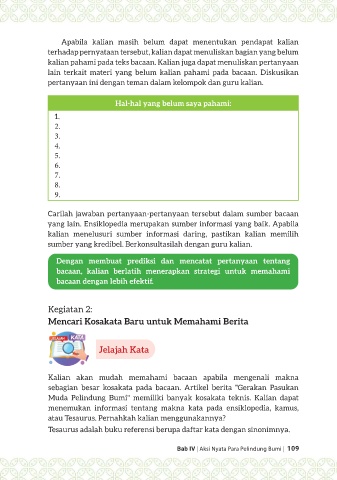 Apabila kalian masih belum dapat menentukan pendapat kalian
terhadap pernyataan tersebut, kalian dapat menuliskan bagian yang belum
kalian pahami pada teks bacaan. Kalian juga dapat menuliskan pertanyaan
lain terkait materi yang belum kalian pahami pada bacaan. Diskusikan
pertanyaan ini dengan teman dalam kelompok dan guru kalian.
Hal-hal yang belum saya pahami:
1.
2.
3.
4.
5.
6.
7.
8.
9.
Carilah jawaban pertanyaan-pertanyaan tersebut dalam sumber bacaan
yang lain. Ensiklopedia merupakan sumber informasi yang baik. Apabila
kalian menelusuri sumber informasi daring, pastikan kalian memilih
sumber yang kredibel. Berkonsultasilah dengan guru kalian.
Dengan membuat prediksi dan mencatat pertanyaan tentang
bacaan, kalian berlatih menerapkan strategi untuk memahami
bacaan dengan lebih efektif.
Kegiatan 2:
Mencari Kosakata Baru untuk Memahami Berita
JELAJAH KATA
Jelajah Kata
Kalian akan mudah memahami bacaan apabila mengenali makna
sebagian besar kosakata pada bacaan. Artikel berita "Gerakan Pasukan
Muda Pelindung Bumi" memiliki banyak kosakata teknis. Kalian dapat
menemukan informasi tentang makna kata pada ensiklopedia, kamus,
atau Tesaurus. Pernahkah kalian menggunakannya?
Tesaurus adalah buku referensi berupa daftar kata dengan sinonimnya.
Bab IV | Aksi Nyata Para Pelindung Bumi | 109